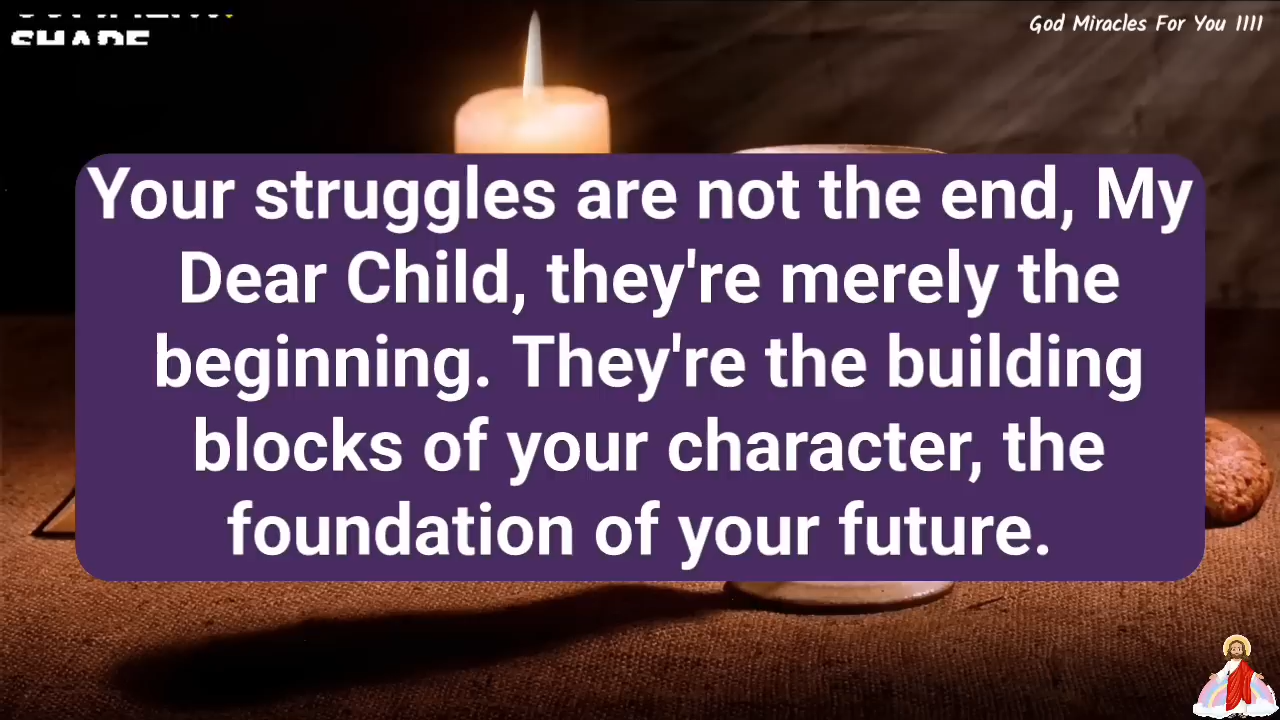 SHARE
God Miracles For You 1111
Your struggles are not the end, My
Dear Child, they're merely the
beginning. They're the building
blocks of your character, the
foundation of your future.